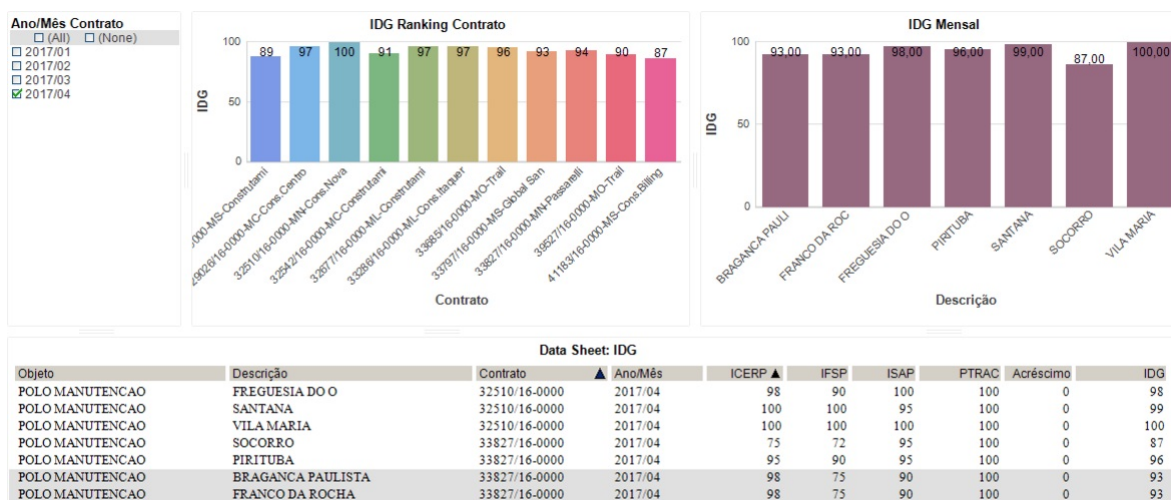 Ano/Mês Contrato
(All) (None)
2017/01
2017/02
2017/03
2017/04
IDG Ranking Contrato
100
50
0
IDG
89 97 100 91 97 97 96 93 94 90 87
000-MS-Construtami
29026/16-0000-MC-Cons.Centro
32510/16-0000-MN-Cons.Nova
32542/16-0000-MC-Construtami
32677/16-0000-ML-Construtami
33286/16-0000-ML-Cons.Itaquer
33685/16-0000-MO-Trail
33797/16-0000-MS-Global San
33827/16-0000-MN-Passarelli
39527/16-0000-MO-Trail
41183/16-0000-MS-Cons.Billing
Contrato
IDG Mensal
100
50
0
IDG
93,00 93,00 98,00 96,00 99,00 87,00 100,00
BRAGANCA PAULI
FRANCO DA ROC
FREGUESIA DO O
PIRITUBA
SANTANA
SOCORRO
VILA MARIA
Descrição
Data Sheet: IDG
Objeto Descrição Contrato Ano/Mês ICERP IFSP ISAP PTRAC Acréscimo IDG
POLO MANUTENCAO FREGUESIA DO O 32510/16-0000 2017/04 98 90 100 100 0 98
POLO MANUTENCAO SANTANA 32510/16-0000 2017/04 100 100 95 100 0 99
POLO MANUTENCAO VILA MARIA 32510/16-0000 2017/04 100 100 100 100 0 100
POLO MANUTENCAO SOCORRO 33827/16-0000 2017/04 75 72 95 100 0 87
POLO MANUTENCAO PIRITUBA 33827/16-0000 2017/04 95 90 95 100 0 96
POLO MANUTENCAO BRAGANCA PAULISTA 33827/16-0000 2017/04 98 75 90 100 0 93
POLO MANUTENCAO FRANCO DA ROCHA 33827/16-0000 2017/04 98 75 90 100 0 93